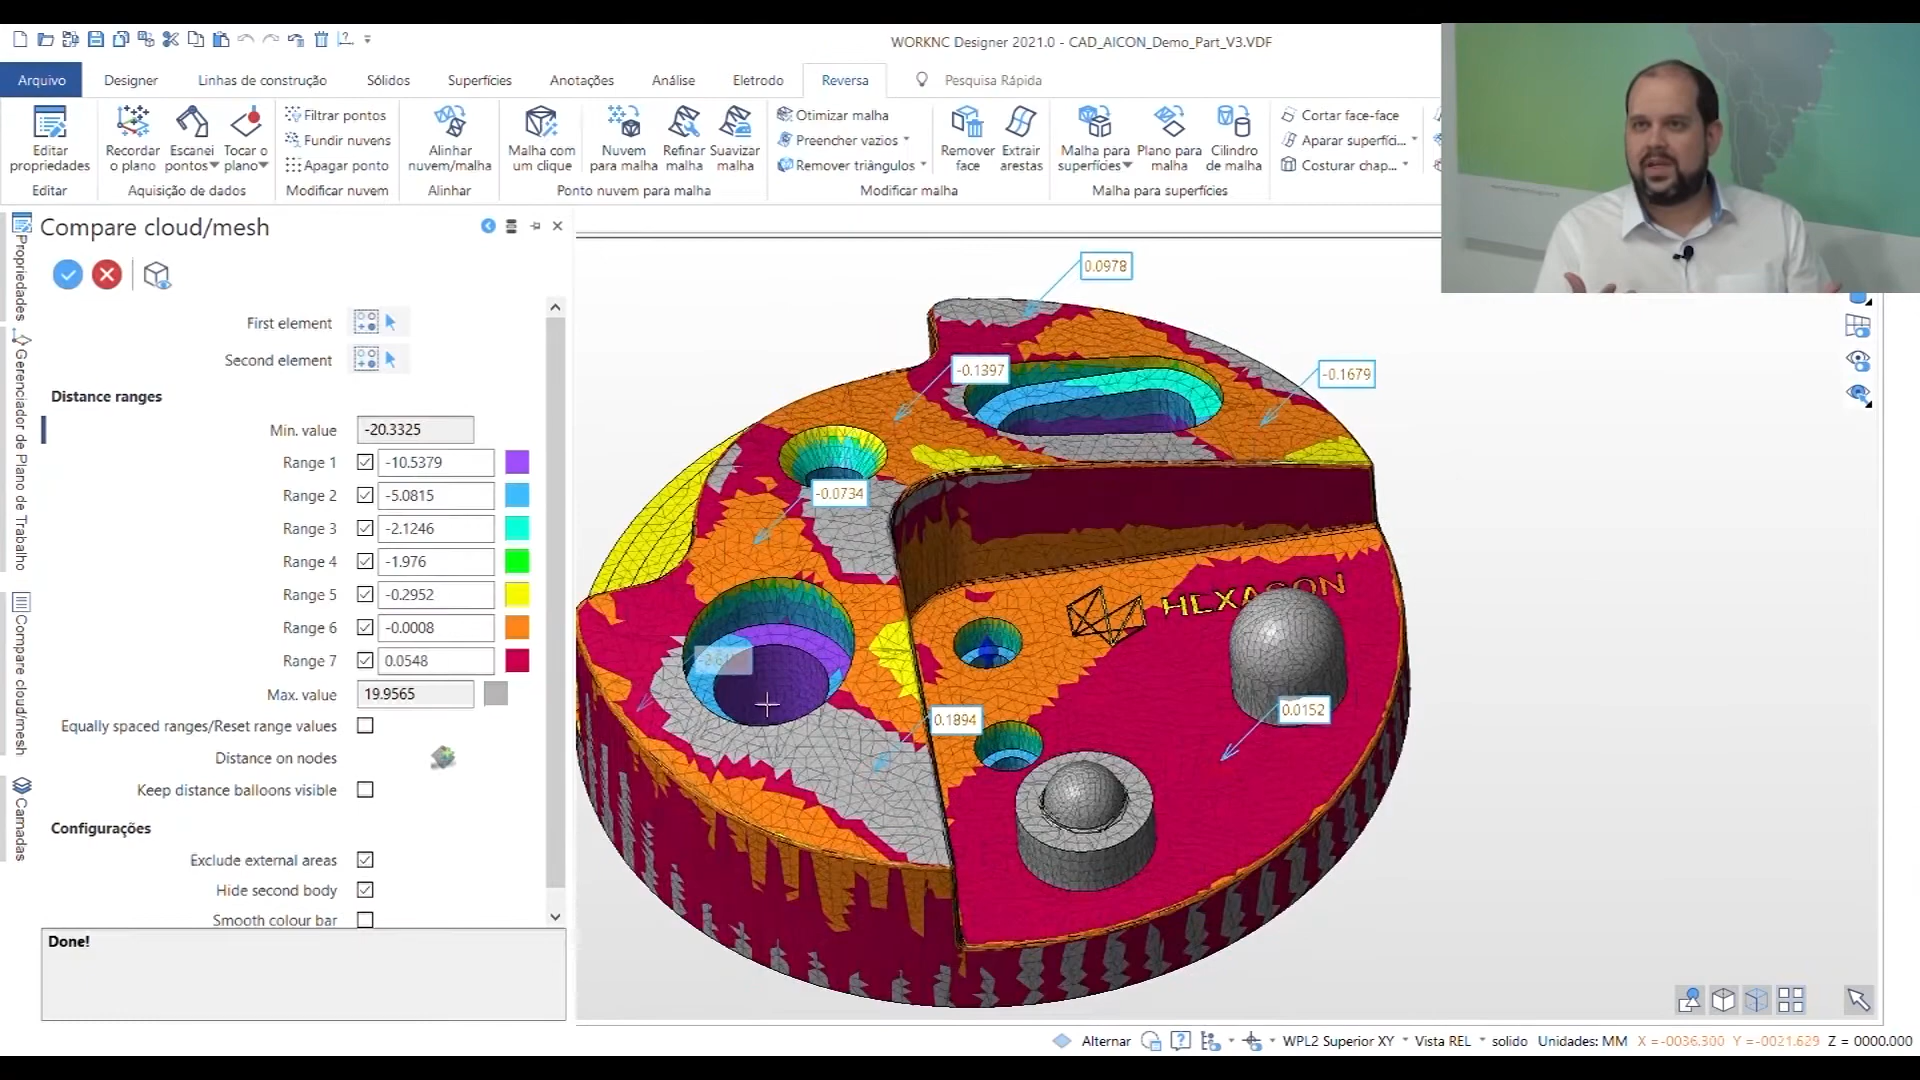 WORKNC Designer 2021.0 - CAD_AICON_Demo_Part_V3.VDF
Arquivo
Designer
Linhas de construção
Sólidos
Superfícies
Anotações
Análise
Eletrodo
Reversa
Pesquisa Rápida
Editar propriedades
Editar
Recordar o plano
Escanei pontos
Tocar o plano
Aquisição de dados
Filtrar pontos
Fundir nuvens
Apagar ponto
Modificar nuvem
Alinhar nuvem/malha
Alinhar
Malha com um clique
Nuvem para malha
Refinar malha
Suavizar malha
Ponto nuvem para malha
Otimizar malha
Preencher vazios
Remover triângulos
Remover face
Extrair arestas
Modificar malha
Malha para superfícies
Plano para malha
Cilindro de malha
Malha para superfícies
Cortar face-face
Aparar superfíci...
Costurar chap...
Propriedades
Gerenciador de Plano de Trabalho
Compare cloud/mesh
Camadas
Compare cloud/mesh
First element
Second element
Distance ranges
Min. value -20.3325
Range 1 -10.5379
Range 2 -5.0815
Range 3 -2.1246
Range 4 -1.976
Range 5 -0.2952
Range 6 -0.0008
Range 7 0.0548
Max. value 19.9565
Equally spaced ranges/Reset range values
Distance on nodes
Keep distance balloons visible
Configurações
Exclude external areas
Hide second body
Smooth colour bar
Done!
0.0978
-0.1397
-0.1679
-0.0734
HEXAGON
0.1894
0.0152
Alternar
WPL2 Superior XY
Vista REL
solido
Unidades: MM
X =-0036.300
Y =-0021.629
Z = 0000.000